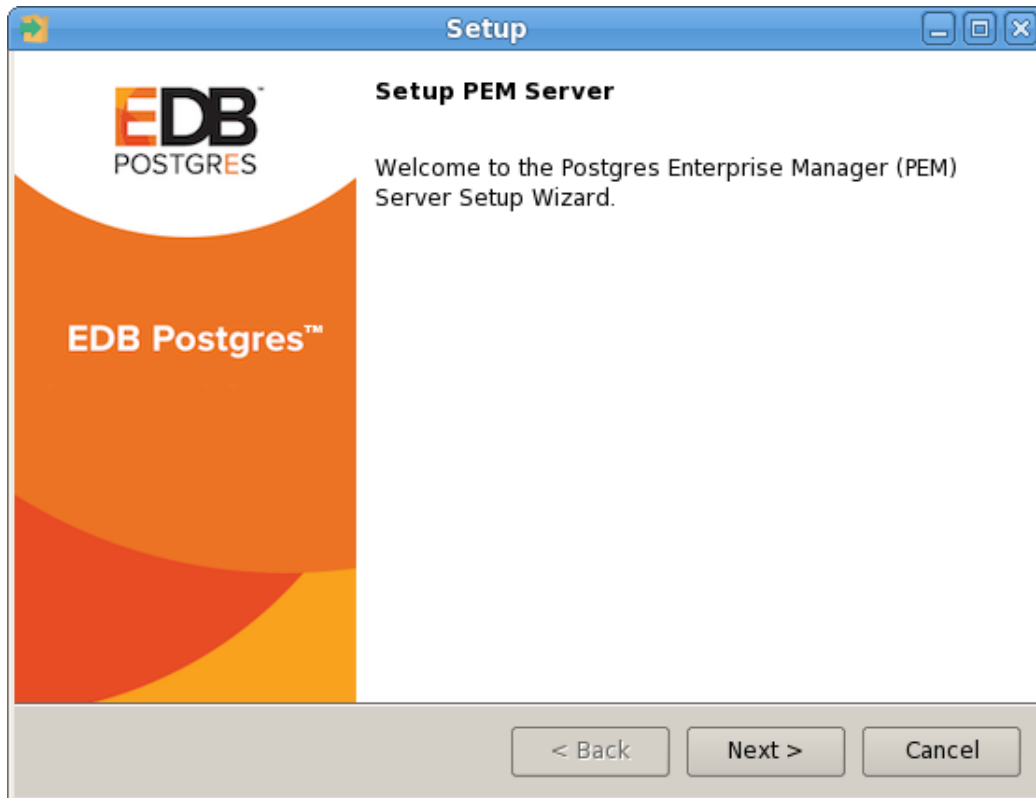 Setup
EDB™
POSTGRES
EDB Postgres™
Setup PEM Server
Welcome to the Postgres Enterprise Manager (PEM)
Server Setup Wizard.
< Back
Next >
Cancel